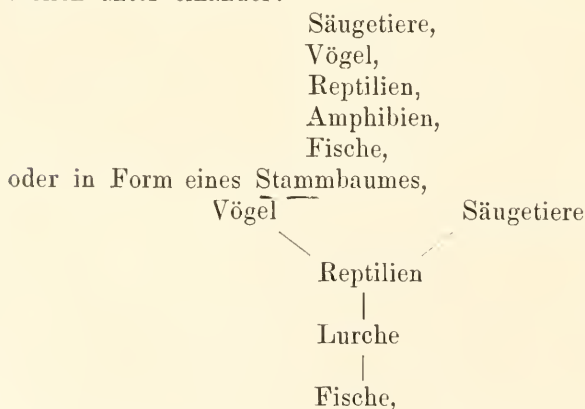 Säugetiere,
Vögel,
Reptilien,
Amphibien,
Fische,
oder in Form eines Stammbaumes,
Vögel Säugetiere
Reptilien
Lurche
Fische,